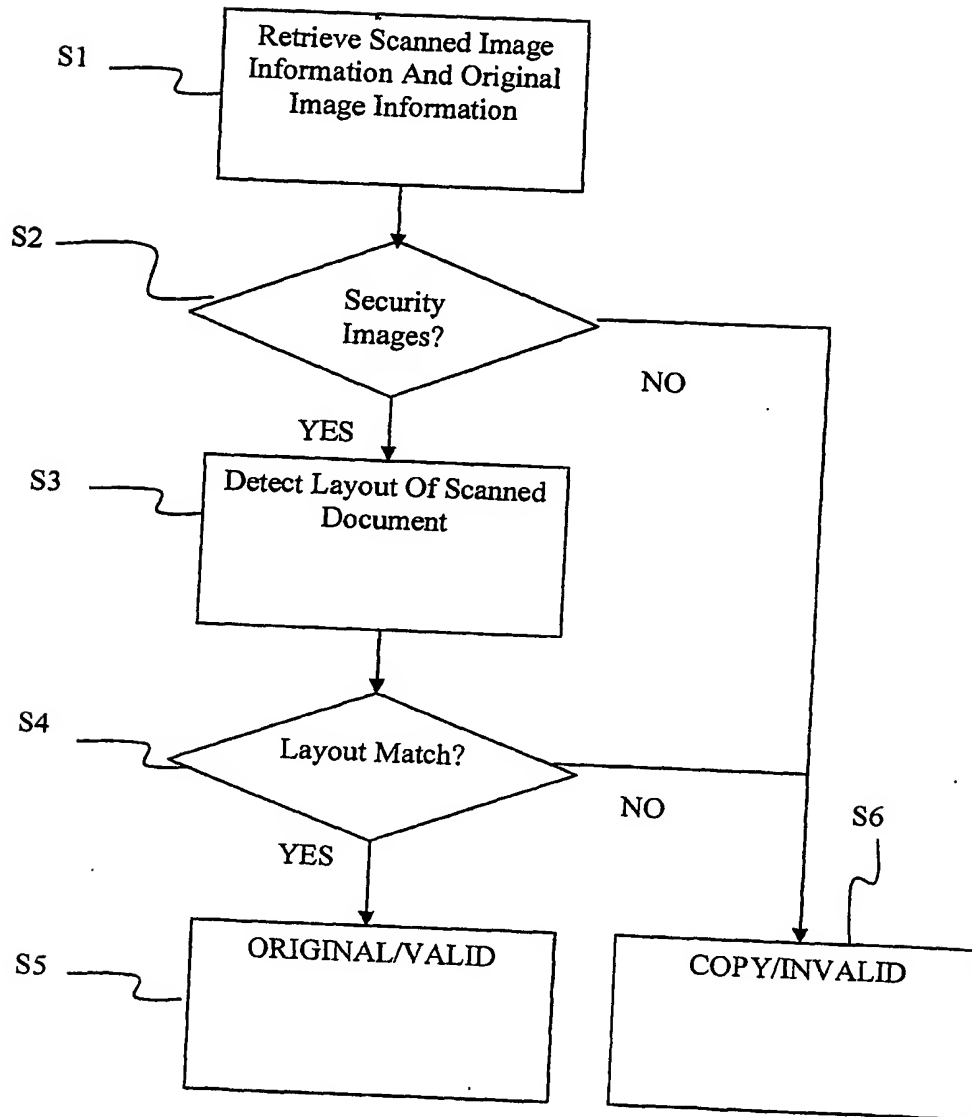 S1
Retrieve Scanned Image
Information And Original
Image Information
S2
Security
Images?
NO
YES
S3
Detect Layout Of Scanned
Document
S4
Layout Match?
NO
YES
S6
S5
ORIGINAL/VALID
COPY/INVALID